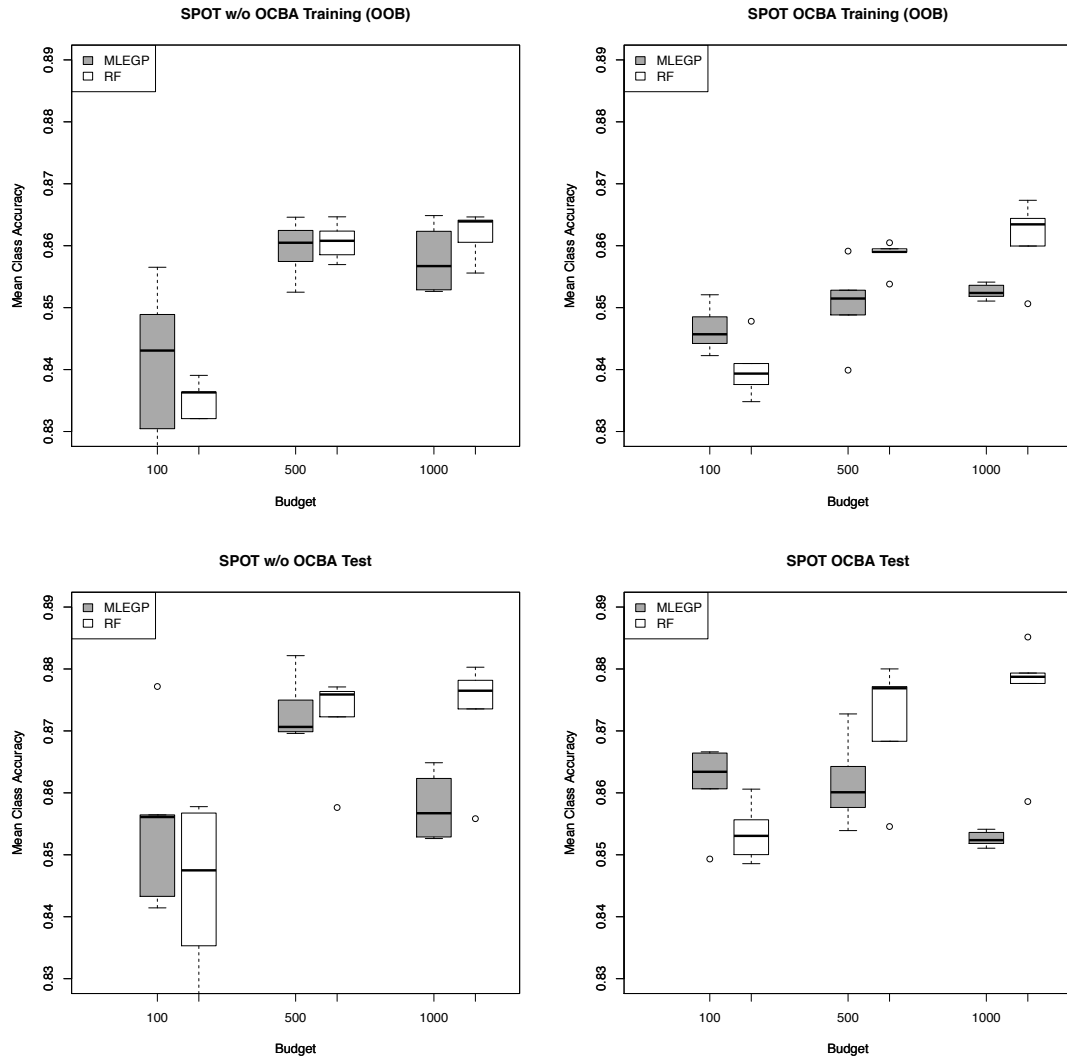 SPOT w/o OCBA Training (OOB)
Mean Class Accuracy
0.83 0.84 0.85 0.86 0.87 0.88 0.89
MLEGP
RF
100 500 1000
Budget
SPOT OCBA Training (OOB)
Mean Class Accuracy
0.83 0.84 0.85 0.86 0.87 0.88 0.89
MLEGP
RF
100 500 1000
Budget
SPOT w/o OCBA Test
Mean Class Accuracy
0.83 0.84 0.85 0.86 0.87 0.88 0.89
MLEGP
RF
100 500 1000
Budget
SPOT OCBA Test
Mean Class Accuracy
0.83 0.84 0.85 0.86 0.87 0.88 0.89
MLEGP
RF
100 500 1000
Budget